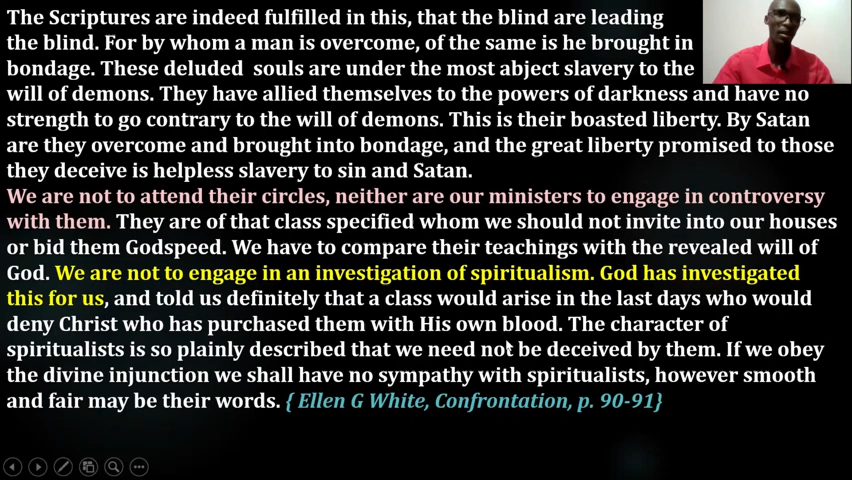 The Scriptures are indeed fulfilled in this, that the blind are leading
the blind. For by whom a man is overcome, of the same is he brought in
bondage. These deluded souls are under the most abject slavery to the
will of demons. They have allied themselves to the powers of darkness and have no
strength to go contrary to the will of demons. This is their boasted liberty. By Satan
are they overcome and brought into bondage, and the great liberty promised to those
they deceive is helpless slavery to sin and Satan.
We are not to attend their circles, neither are our ministers to engage in controversy
with them. They are of that class specified whom we should not invite into our houses
or bid them Godspeed. We have to compare their teachings with the revealed will of
God. We are not to engage in an investigation of spiritualism. God has investigated
this for us, and told us definitely that a class would arise in the last days who would
deny Christ who has purchased them with His own blood. The character of
spiritualists is so plainly described that we need not be deceived by them. If we obey
the divine injunction we shall have no sympathy with spiritualists, however smooth
and fair may be their words. { Ellen G White, Confrontation, p. 90-91}